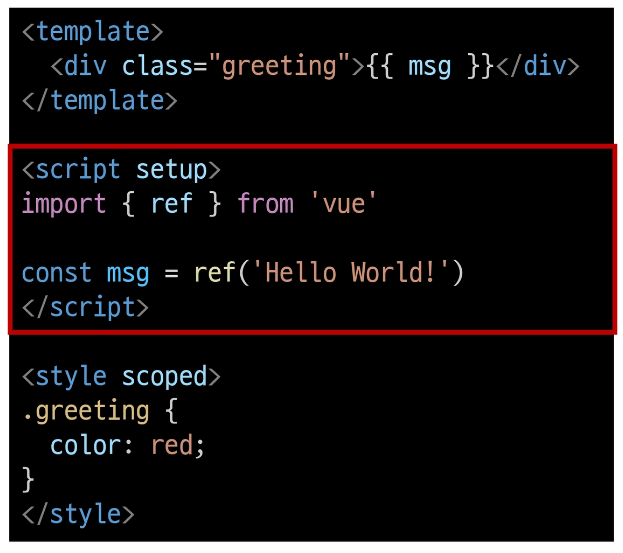 <template>
  <div class="greeting">{{ msg }}</div>
</template>
<script setup>
import { ref } from 'vue'
const msg = ref('Hello World!')
</script>
<style scoped>
.greeting {
  color: red;
}
</style>